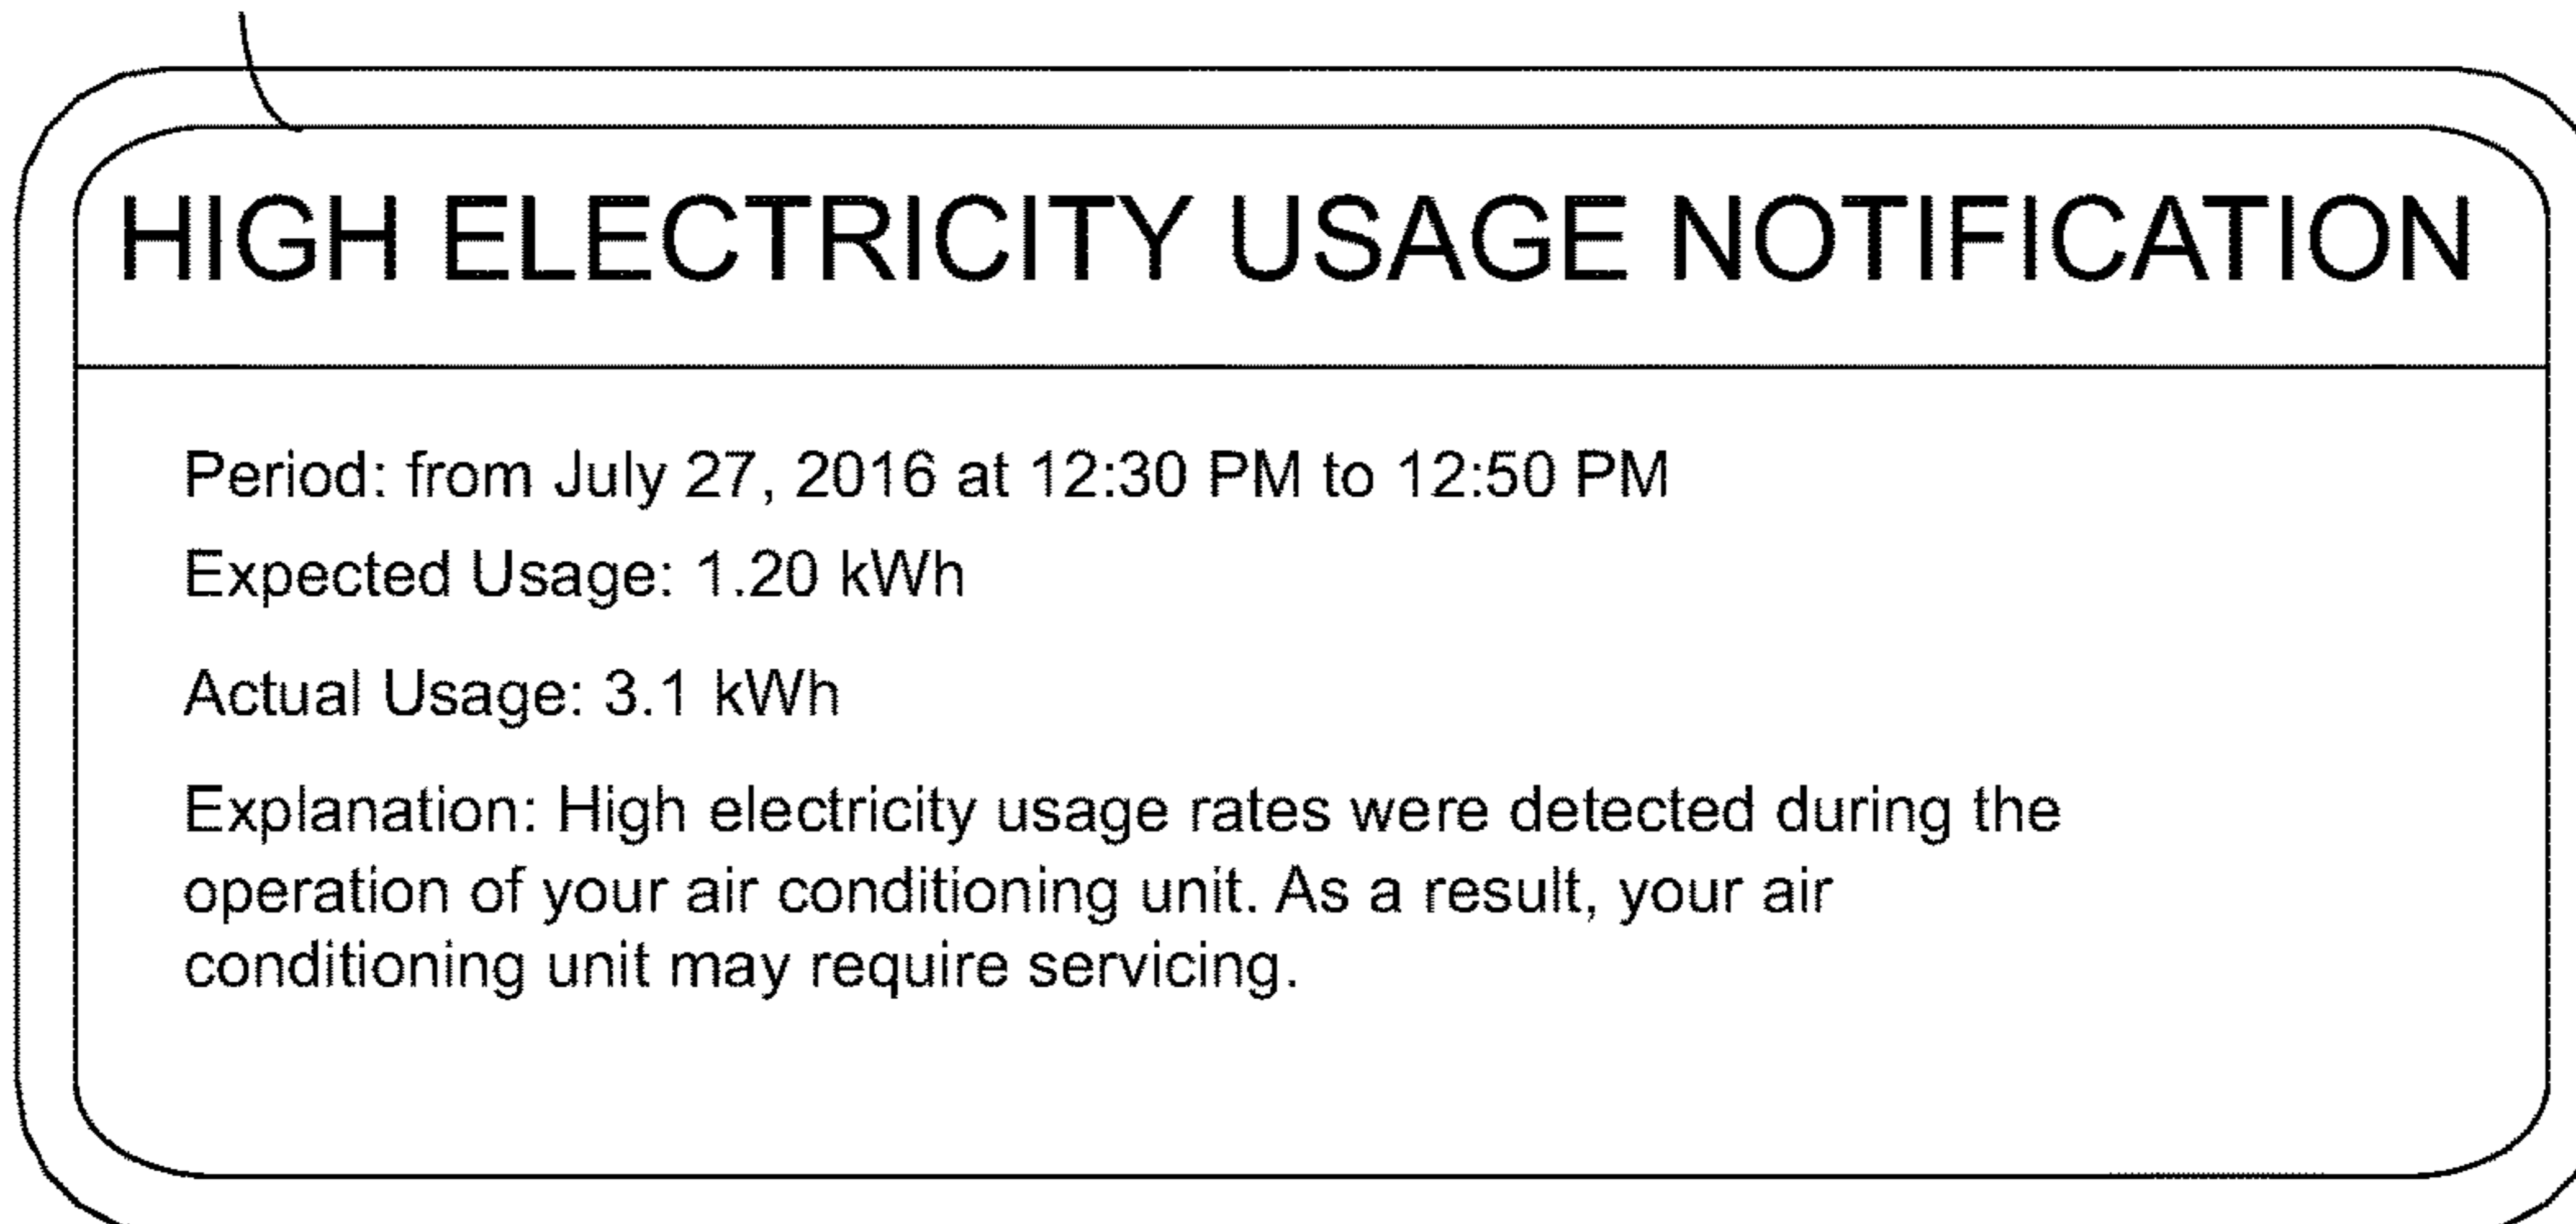 HIGH ELECTRICITY USAGE NOTIFICATION
Period: from July 27, 2016 at 12:30 PM to 12:50 PM
Expected Usage: 1.20 kWh
Actual Usage: 3.1 kWh
Explanation: High electricity usage rates were detected during the
operation of your air conditioning unit. As a result, your air
conditioning unit may require servicing.